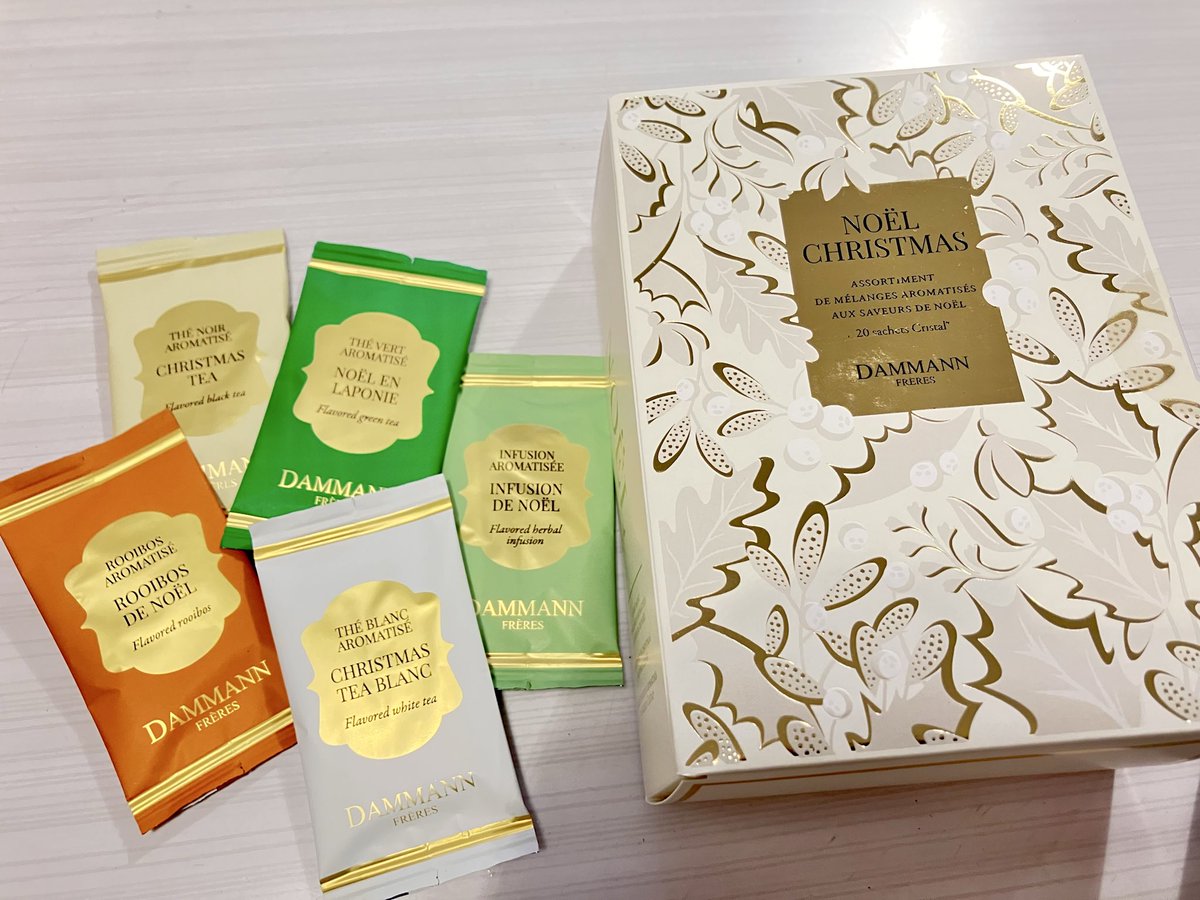 NOËL
CHRISTMAS
ASSORTIMENT
DE MÉLANGES AROMATISÉS
AUX SAVEURS DE NOËL
20 sachets Cristal
DAMMANN
FRÈRES
THÉ NOIR
AROMATISÉ
CHRISTMAS
TEA
Flavored black tea
THÉ VERT
AROMATISÉ
NOËL EN
LAPONIE
Flavored green tea
DAMMAN
FRÈRES
INFUSION
AROMATISÉE
INFUSION
DE NOËL
Flavored herbal
infusion
DAMMANN
FRÈRES
ROOIBOS
AROMATISÉ
ROOIBOS
DE NOËL
Flavored rooibos
DAMMANN
FRÈRES
THÉ BLANC
AROMATISÉ
CHRISTMAS
TEA BLANC
Flavored white tea
DAMMANN
FRÈRES